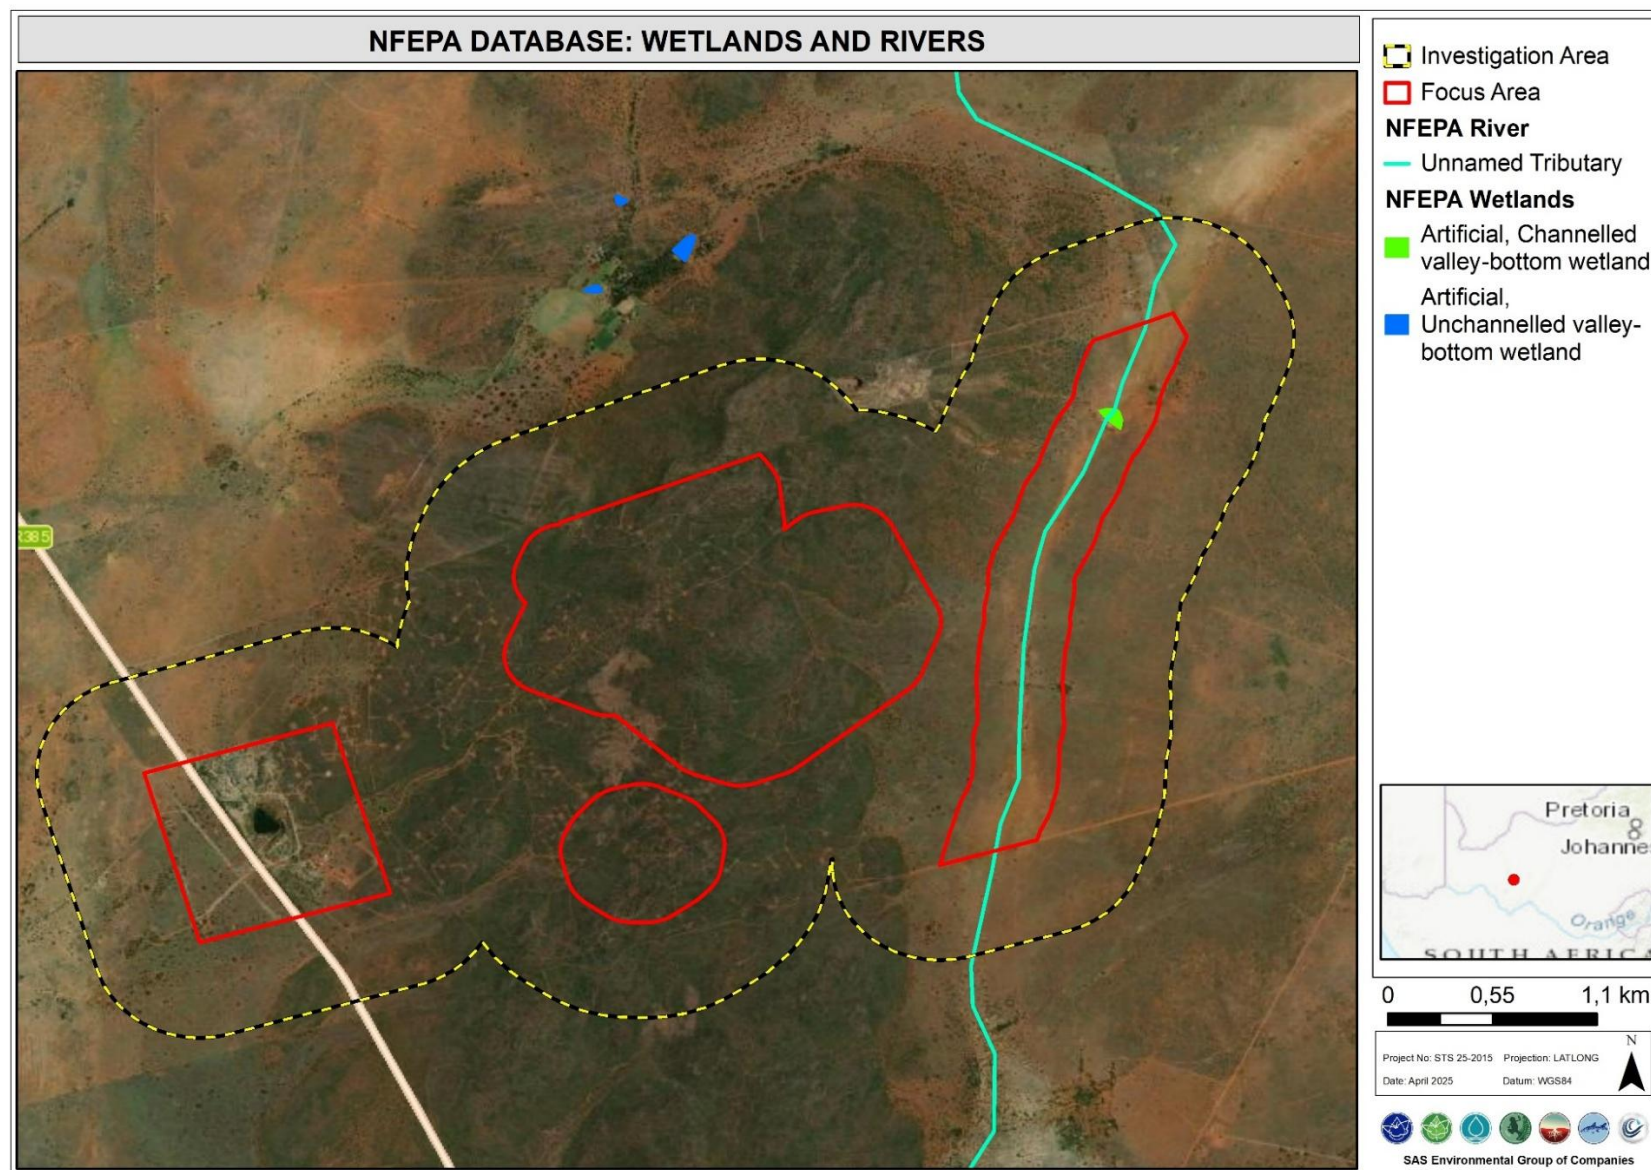 NFEPA DATABASE: WETLANDS AND RIVERS
Investigation Area
Focus Area
NFEPA River
Unnamed Tributary
NFEPA Wetlands
Artificial, Channelled
valley-bottom wetland
Artificial,
Unchannelled valley-
bottom wetland
R385
Pretoria
Johanne
Orange
SOUTH AFRICA
0 0,55 1,1 km
Project No: STS 25-2015 Projection: LATLONG
Date: April 2025 Datum: WGS84
N
SAS Environmental Group of Companies